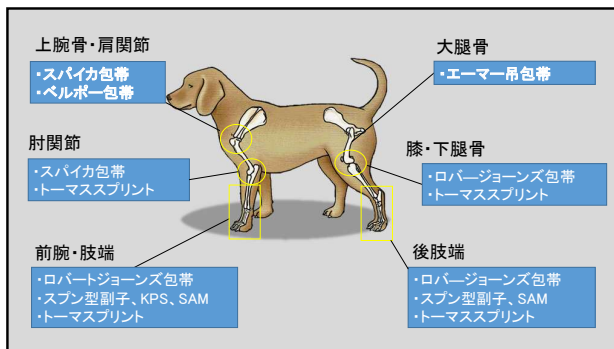 上腕骨・肩関節
・スパイカ包帯
・ベルポー包帯
大腿骨
・エーマー吊包帯
肘関節
・スパイカ包帯
・トーマススプリント
膝・下腿骨
・ロバ―ジョーンズ包帯
・トーマススプリント
前腕・肢端
・ロバートジョーンズ包帯
・スプン型副子、KPS、SAM
・トーマスプリント
後肢端
・ロバ―ジョーンズ包帯
・スプン型副子、SAM
・トーマスプリント